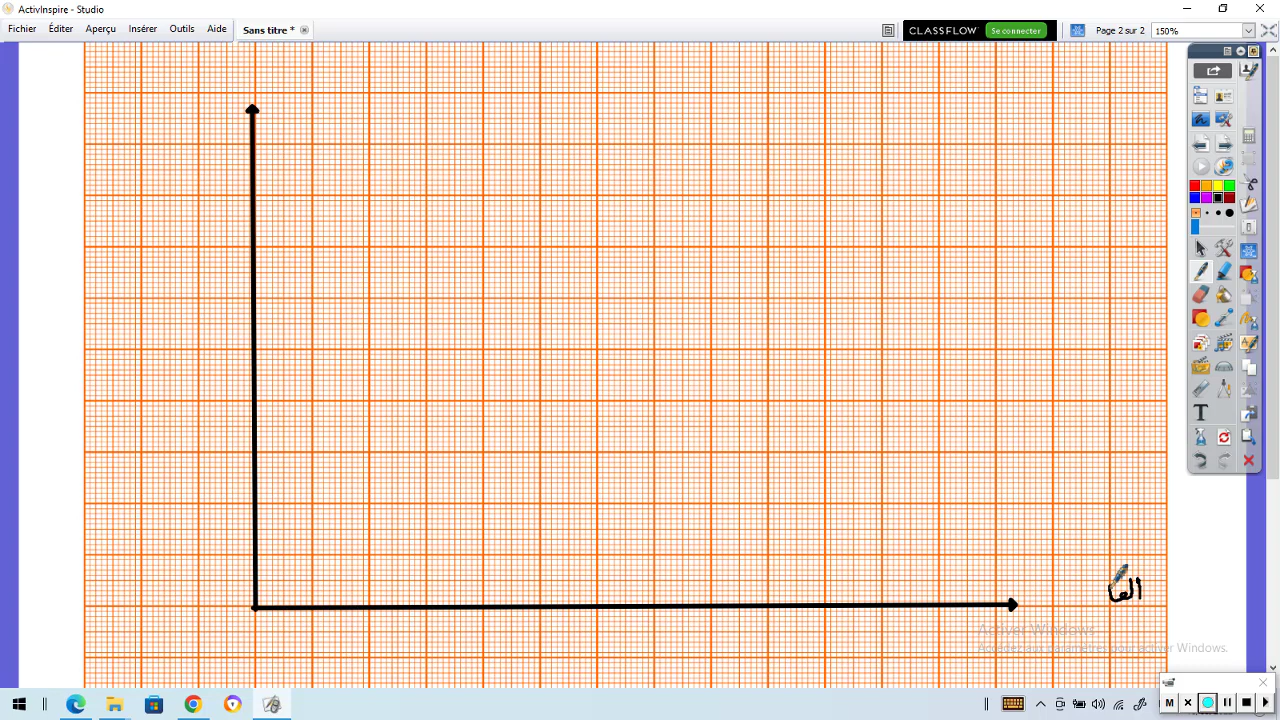 ActivInspire - Studio
Fichier Éditer Aperçu Insérer Outils Aide
Sans titre *
CLASSFLOW Se connecter
Page 2 sur 2
150%
T
Activer Windows
Accédez aux paramètres pour activer Windows.
M